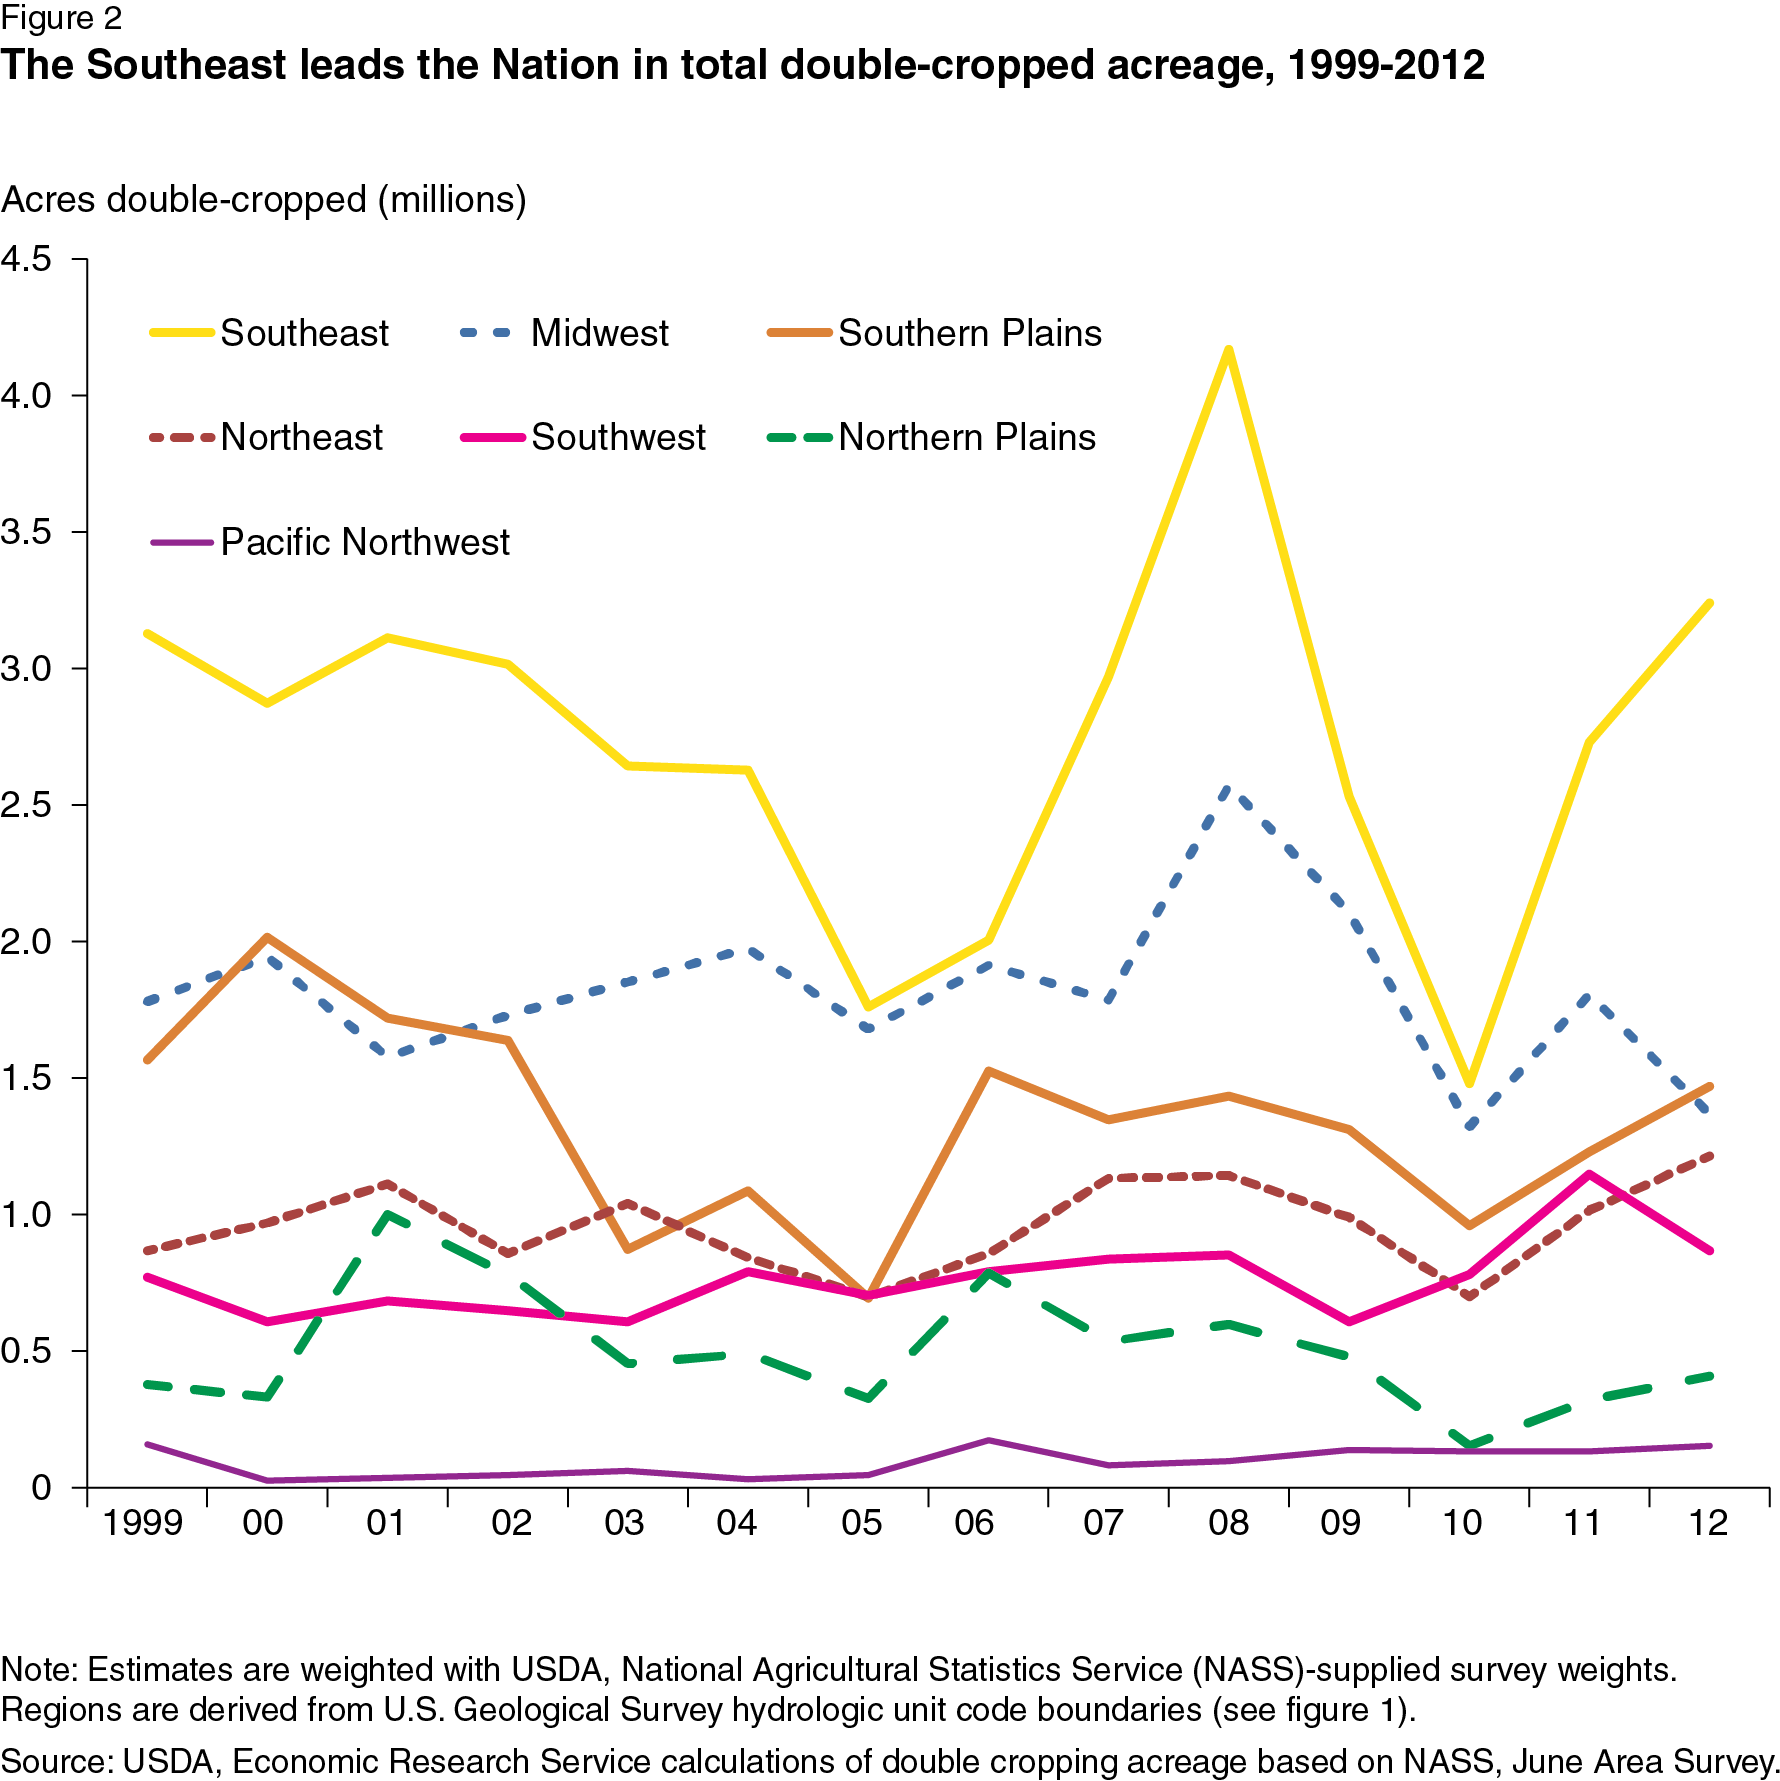 Figure 2
The Southeast leads the Nation in total double-cropped acreage, 1999-2012
Acres double-cropped (millions)
4.5
Southeast Midwest Southern Plains
4.0
Northeast Southwest Northern Plains
3.5
Pacific Northwest
3.0
2.5
2.0
1.5
1.0
0.5
0
1999 00 01 02 03 04 05 06 07 08 09 10 11 12
Note: Estimates are weighted with USDA, National Agricultural Statistics Service (NASS)-supplied survey weights.
Regions are derived from U.S. Geological Survey hydrologic unit code boundaries (see figure 1).
Source: USDA, Economic Research Service calculations of double cropping acreage based on NASS, June Area Survey.